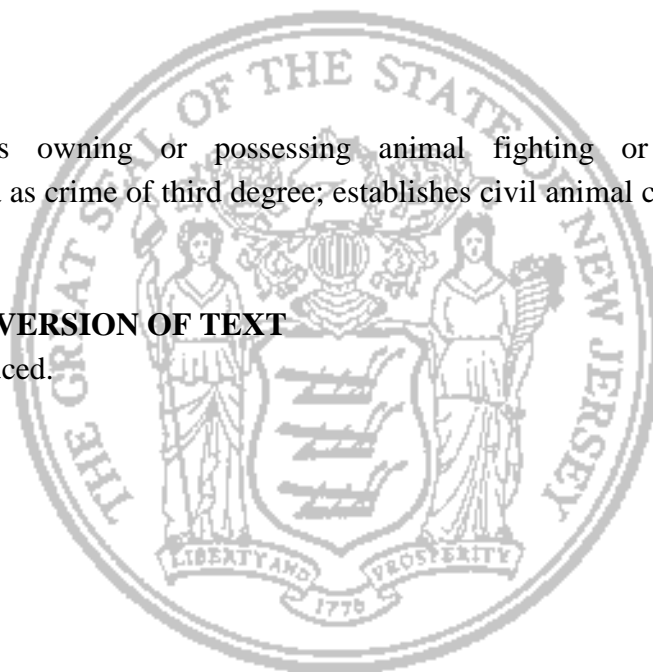 THE GREAT SEAL OF THE STATE OF NEW JERSEY
s owning or possessing animal fighting or
as crime of third degree; establishes civil animal c
VERSION OF TEXT
ced.
LIBERTY AND PROSPERITY
1776